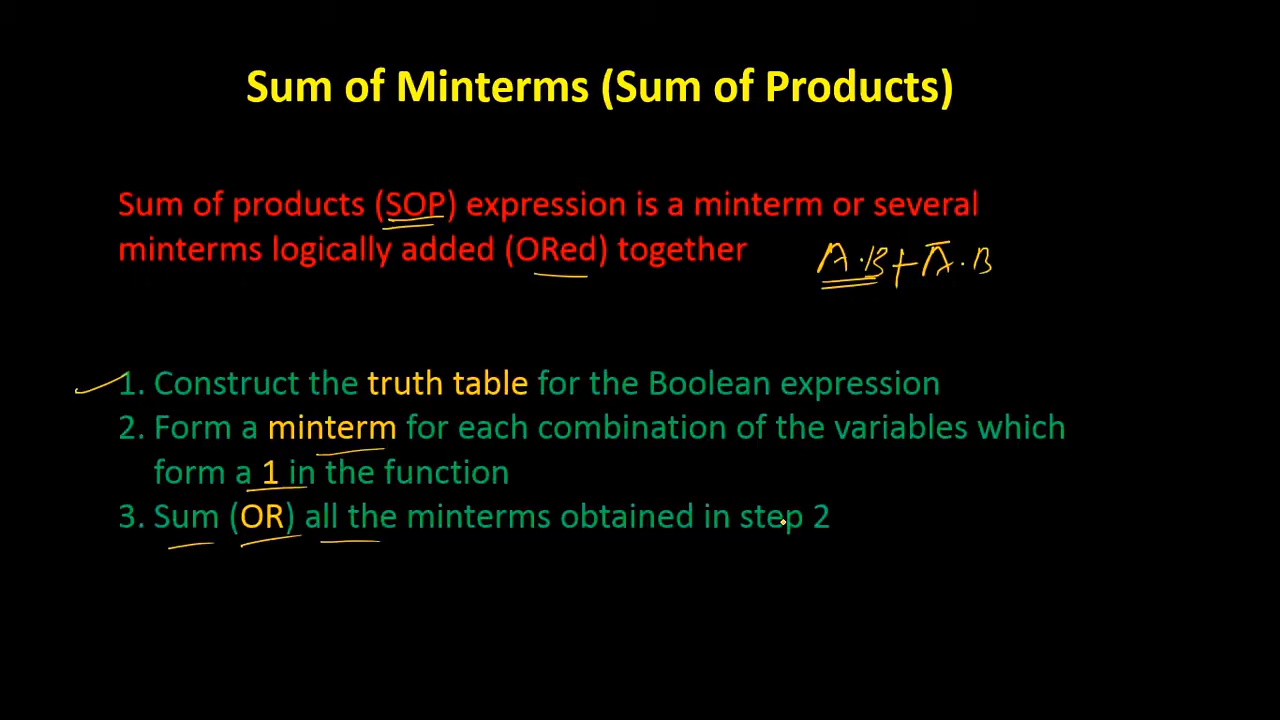 Sum of Minterms (Sum of Products)
Sum of products (SOP) expression is a minterm or several
minterms logically added (ORed) together
A·B+A̅·B
1. Construct the truth table for the Boolean expression
2. Form a minterm for each combination of the variables which
form a 1 in the function
3. Sum (OR) all the minterms obtained in step 2